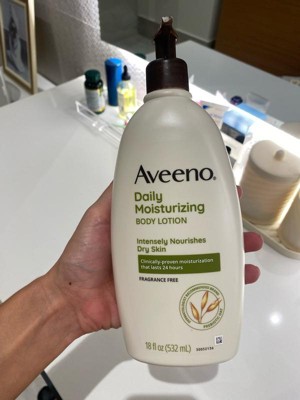 Aveeno®
Daily
Moisturizing
BODY LOTION
Intensely Nourishes
Dry Skin
Clinically-proven moisturization
that lasts 24 hours
FRAGRANCE FREE
18 fl oz (532 mL)